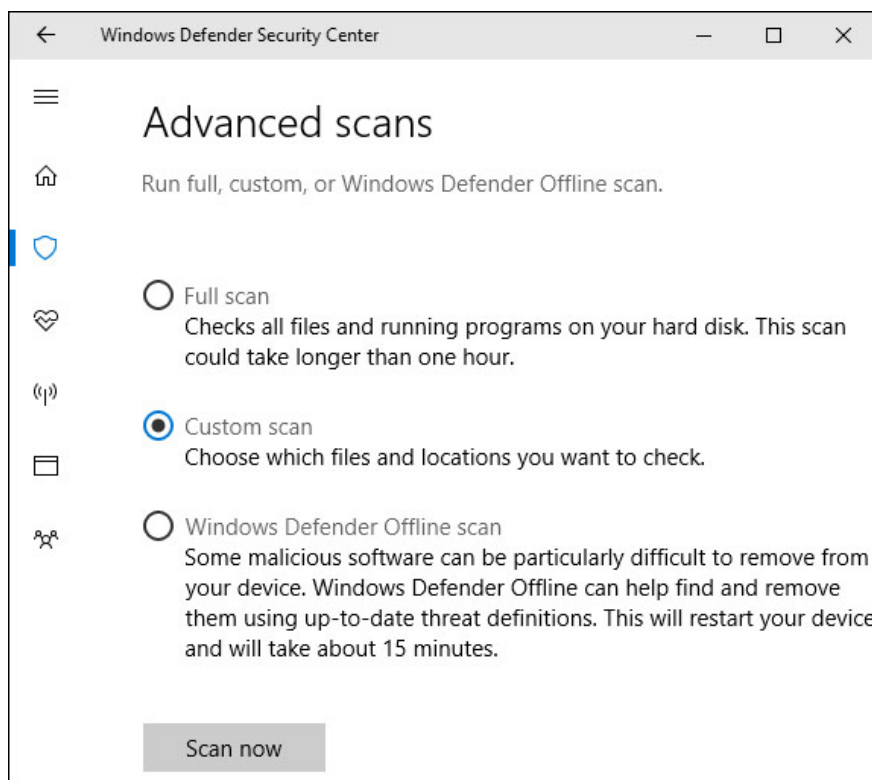 Windows Defender Security Center
Advanced scans
Run full, custom, or Windows Defender Offline scan.
Full scan
Checks all files and running programs on your hard disk. This scan
could take longer than one hour.
Custom scan
Choose which files and locations you want to check.
Windows Defender Offline scan
Some malicious software can be particularly difficult to remove from
your device. Windows Defender Offline can help find and remove
them using up-to-date threat definitions. This will restart your device
and will take about 15 minutes.
Scan now